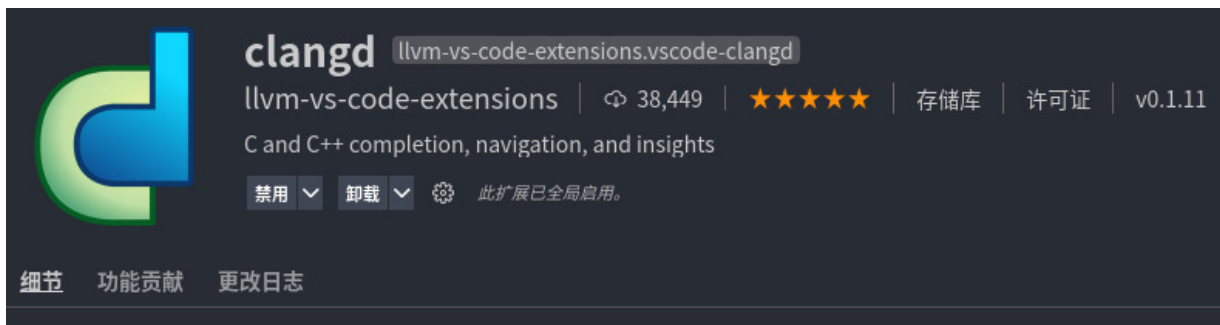 clangd llvm-vs-code-extensions.vscode-clangd
llvm-vs-code-extensions 38,449 ★★★★★ 存储库 许可证 v0.1.11
C and C++ completion, navigation, and insights
禁用 卸载 此扩展已全局启用。
细节 功能贡献 更改日志